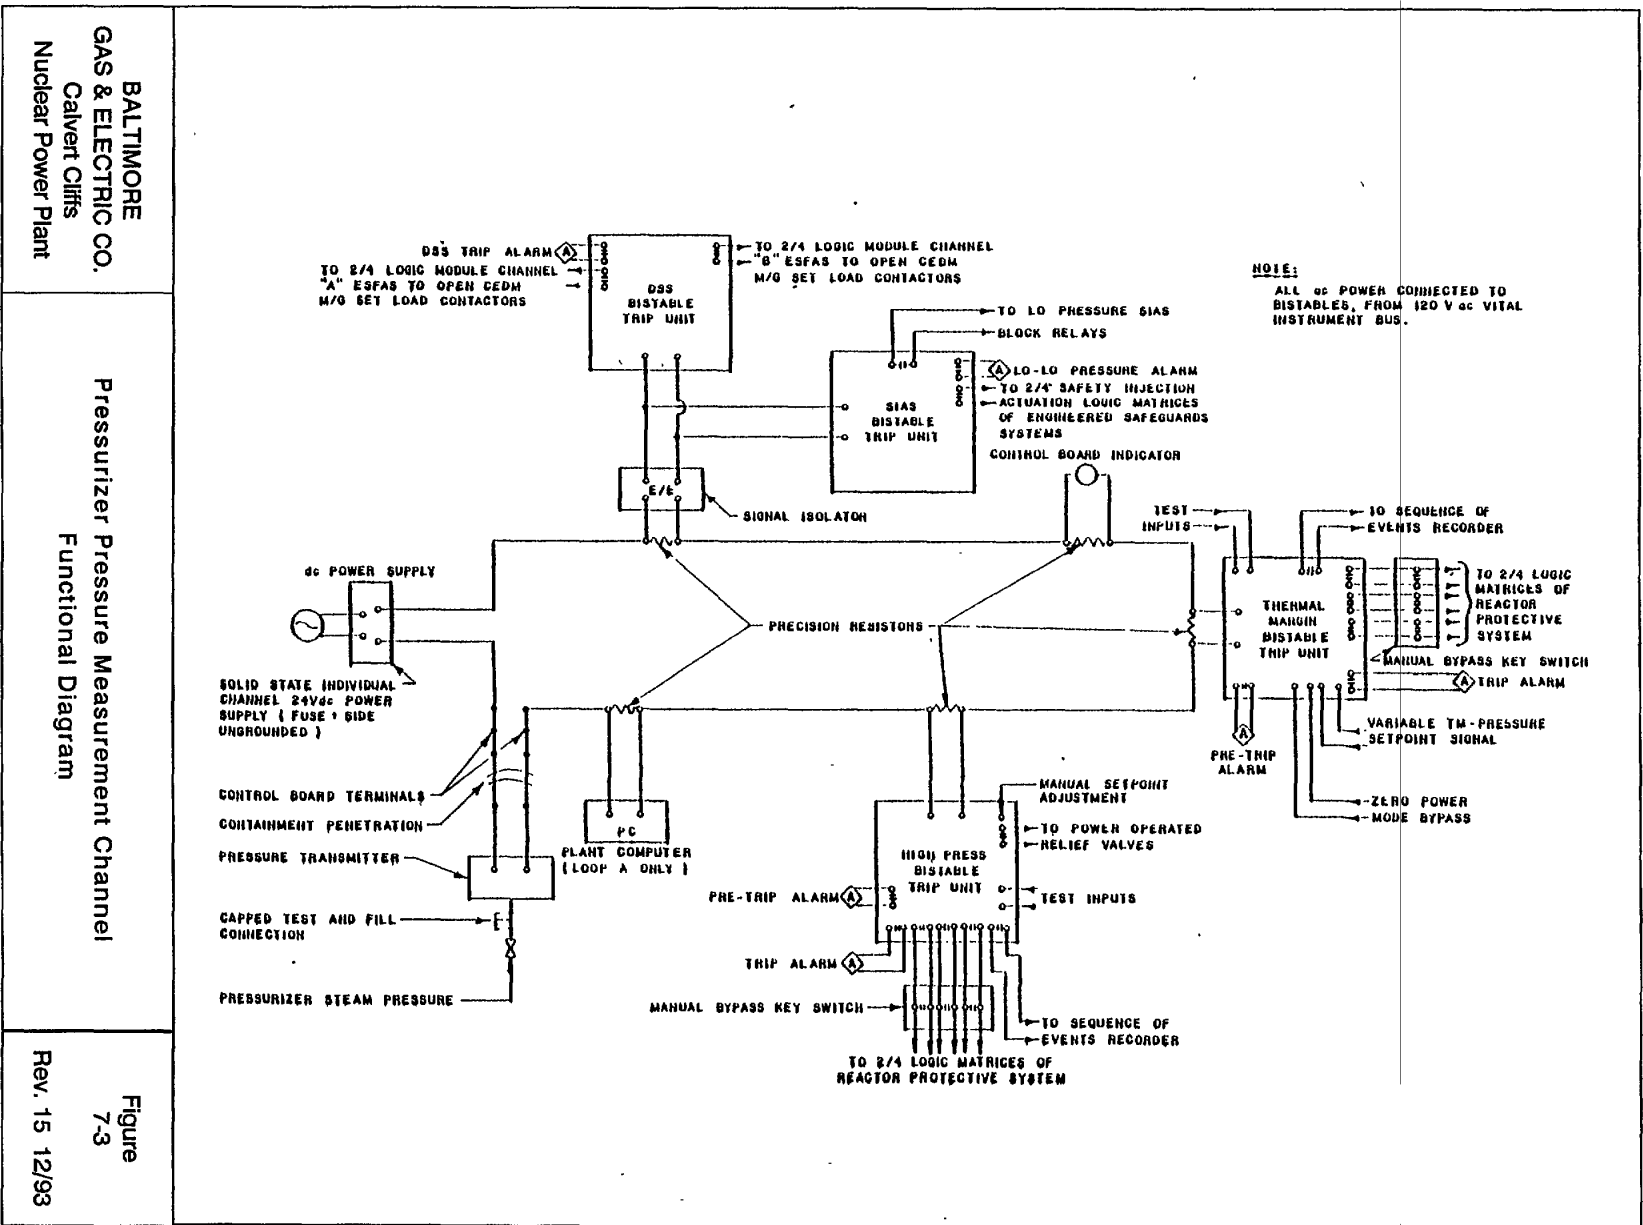 BALTIMORE
GAS & ELECTRIC CO.
Calvert Cliffs
Nuclear Power Plant
Pressurizer Pressure Measurement Channel
Functional Diagram
Figure
7-3
Rev. 15 12/93
DSS TRIP ALARM
A
TO 2/4 LOGIC MODULE CHANNEL
"A" ESFAS TO OPEN CEDM
M/G SET LOAD CONTACTORS
DSS
BISTABLE
TRIP UNIT
TO 2/4 LOGIC MODULE CHANNEL
"B" ESFAS TO OPEN CEDM
M/G SET LOAD CONTACTORS
NOTE:
ALL ac POWER CONNECTED TO
BISTABLES, FROM 120 V ac VITAL
INSTRUMENT BUS.
TO LO PRESSURE SIAS
BLOCK RELAYS
A
LO-LO PRESSURE ALARM
TO 2/4 SAFETY INJECTION
ACTUATION LOGIC MATRICES
OF ENGINEERED SAFEGUARDS
SYSTEMS
SIAS
BISTABLE
TRIP UNIT
CONTROL BOARD INDICATOR
E/E
SIGNAL ISOLATOR
TEST
INPUTS
TO SEQUENCE OF
EVENTS RECORDER
dc POWER SUPPLY
THERMAL
MARGIN
BISTABLE
TRIP UNIT
TO 2/4 LOGIC
MATRICES OF
REACTOR
PROTECTIVE
SYSTEM
MANUAL BYPASS KEY SWITCH
A
TRIP ALARM
PRECISION RESISTORS
SOLID STATE INDIVIDUAL
CHANNEL 24Vdc POWER
SUPPLY ( FUSE + SIDE
UNGROUNDED )
VARIABLE TM-PRESSURE
SETPOINT SIGNAL
A
PRE-TRIP
ALARM
ZERO POWER
MODE BYPASS
CONTROL BOARD TERMINALS
CONTAINMENT PENETRATION
PRESSURE TRANSMITTER
CAPPED TEST AND FILL
CONNECTION
PRESSURIZER STEAM PRESSURE
PC
PLANT COMPUTER
( LOOP A ONLY )
MANUAL SETPOINT
ADJUSTMENT
TO POWER OPERATED
RELIEF VALVES
HIGH PRESS
BISTABLE
TRIP UNIT
TEST INPUTS
PRE-TRIP ALARM
A
TRIP ALARM
A
MANUAL BYPASS KEY SWITCH
TO SEQUENCE OF
EVENTS RECORDER
TO 2/4 LOGIC MATRICES OF
REACTOR PROTECTIVE SYSTEM